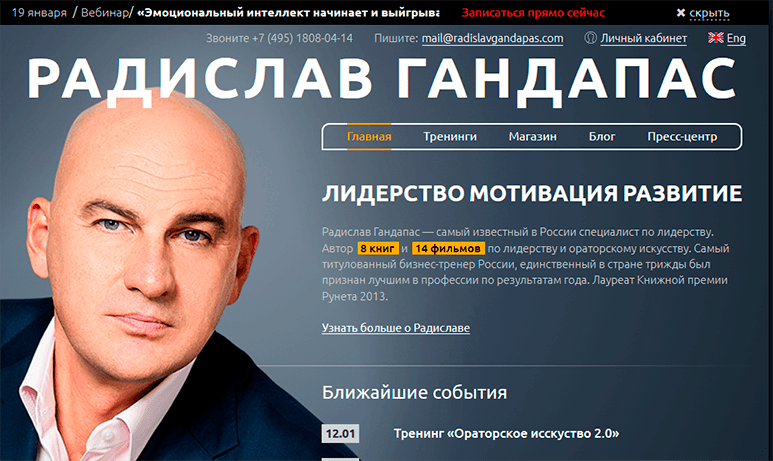 19 января / Вебинар/ «Эмоциональный интеллект начинает и выигрыва Записаться прямо сейчас ✖ скрыть
Звоните +7 (495) 1808-04-14 Пишите: mail@radislavgandapas.com Личный кабинет Eng
РАДИСЛАВ ГАНДАПАС
Главная Тренинги Магазин Блог Пресс-центр
ЛИДЕРСТВО МОТИВАЦИЯ РАЗВИТИЕ
Радислав Гандапас — самый известный в России специалист по лидерству.
Автор 8 книг и 14 фильмов по лидерству и ораторскому искусству. Самый
титулованный бизнес-тренер России, единственный в стране трижды был
признан лучшим в профессии по результатам года. Лауреат Книжной премии
Рунета 2013.
Узнать больше о Радиславе
Ближайшие события
12.01 Тренинг «Ораторское исскуство 2.0»